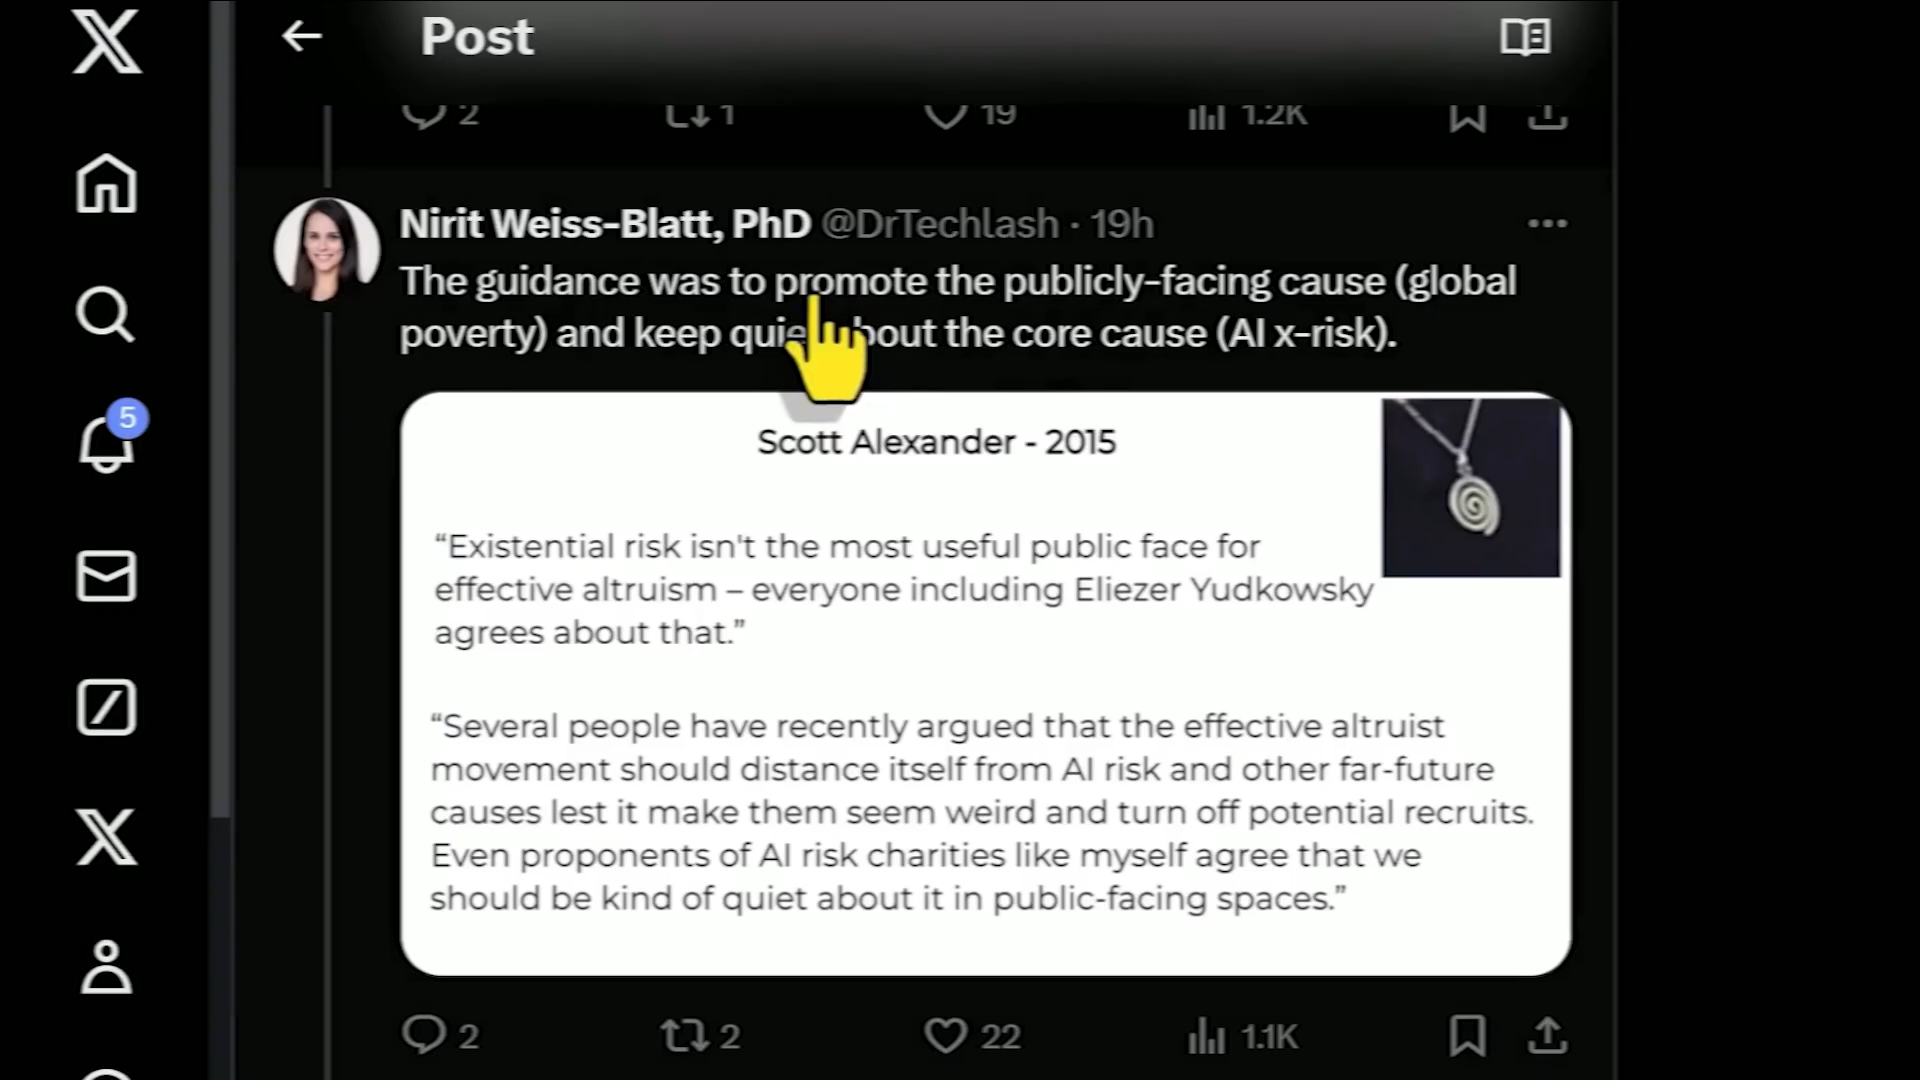 Post
2 1 19 1.2K
Nirit Weiss-Blatt, PhD @DrTechlash · 19h
The guidance was to promote the publicly-facing cause (global
poverty) and keep quiet about the core cause (AI x-risk).
5
Scott Alexander - 2015
“Existential risk isn't the most useful public face for
effective altruism – everyone including Eliezer Yudkowsky
agrees about that.”
“Several people have recently argued that the effective altruist
movement should distance itself from AI risk and other far-future
causes lest it make them seem weird and turn off potential recruits.
Even proponents of AI risk charities like myself agree that we
should be kind of quiet about it in public-facing spaces.”
2 2 22 1.1K